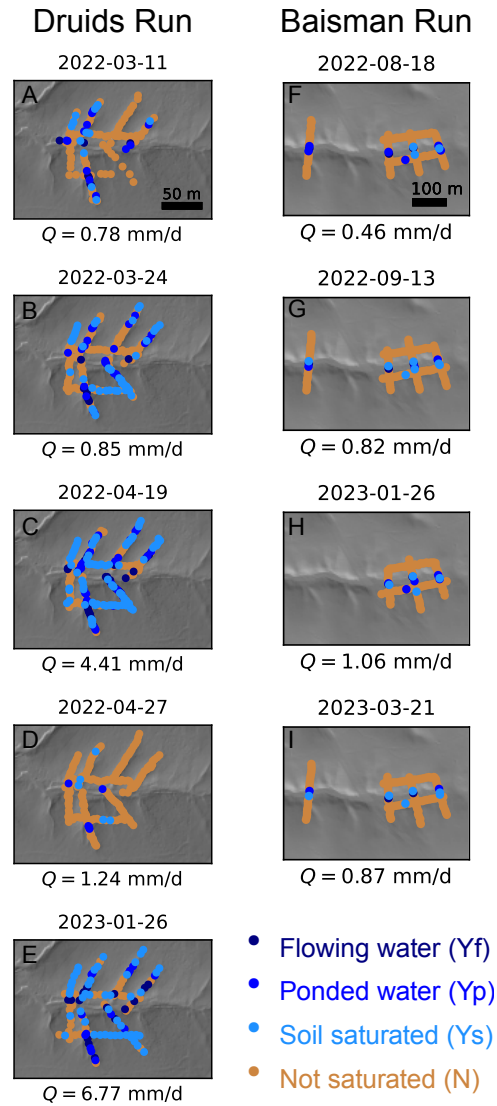 Druids Run
2022-03-11
A
50 m
Q = 0.78 mm/d
2022-03-24
B
Q = 0.85 mm/d
2022-04-19
C
Q = 4.41 mm/d
2022-04-27
D
Q = 1.24 mm/d
2023-01-26
E
Q = 6.77 mm/d
Baisman Run
2022-08-18
F
100 m
Q = 0.46 mm/d
2022-09-13
G
Q = 0.82 mm/d
2023-01-26
H
Q = 1.06 mm/d
2023-03-21
I
Q = 0.87 mm/d
Flowing water (Yf)
Ponded water (Yp)
Soil saturated (Ys)
Not saturated (N)